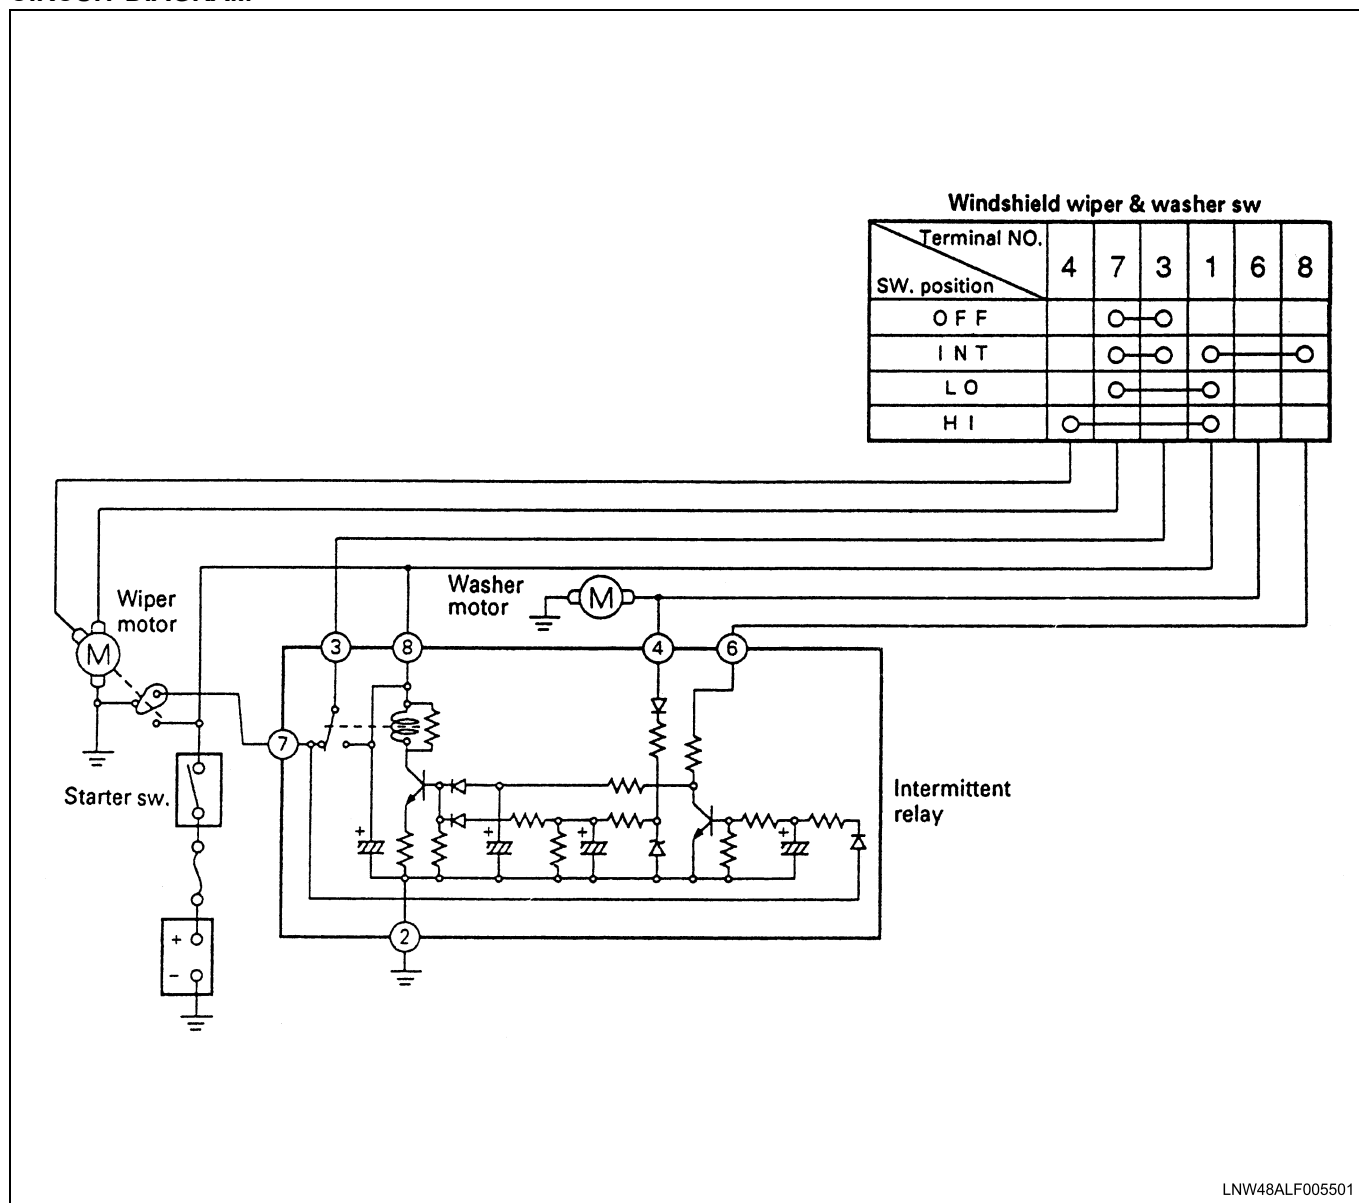 Windshield wiper & washer sw
Terminal NO.
SW. position
4 7 3 1 6 8
OFF
INT
LO
HI
Wiper
motor
M
Washer
motor
M
3
8
4
6
7
Starter sw.
Intermittent
relay
+
+
+
+
2
+
-
LNW48ALF005501